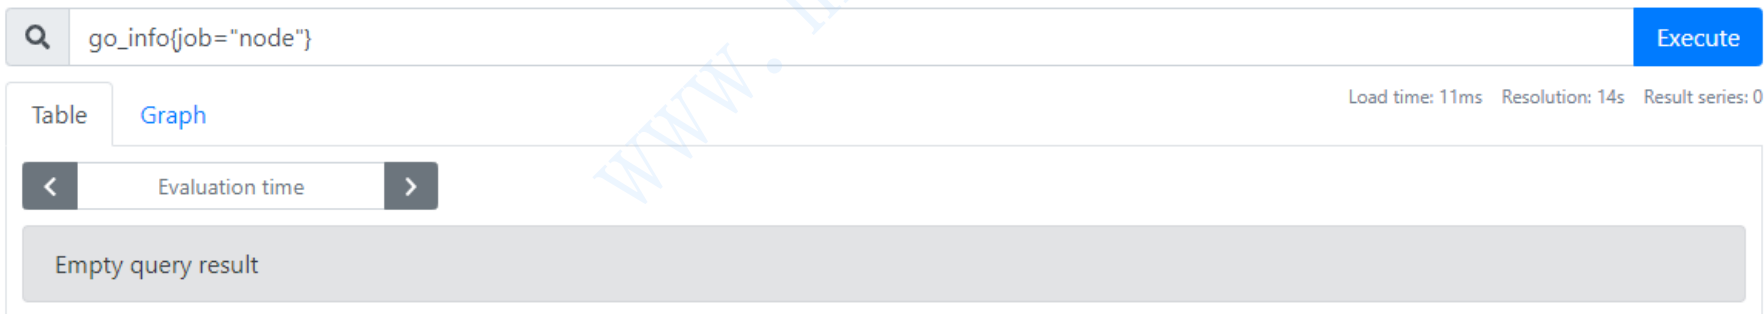 go_info{job="node"}
Execute
Table
Graph
Load time: 11ms Resolution: 14s Result series: 0
Evaluation time
Empty query result
www.